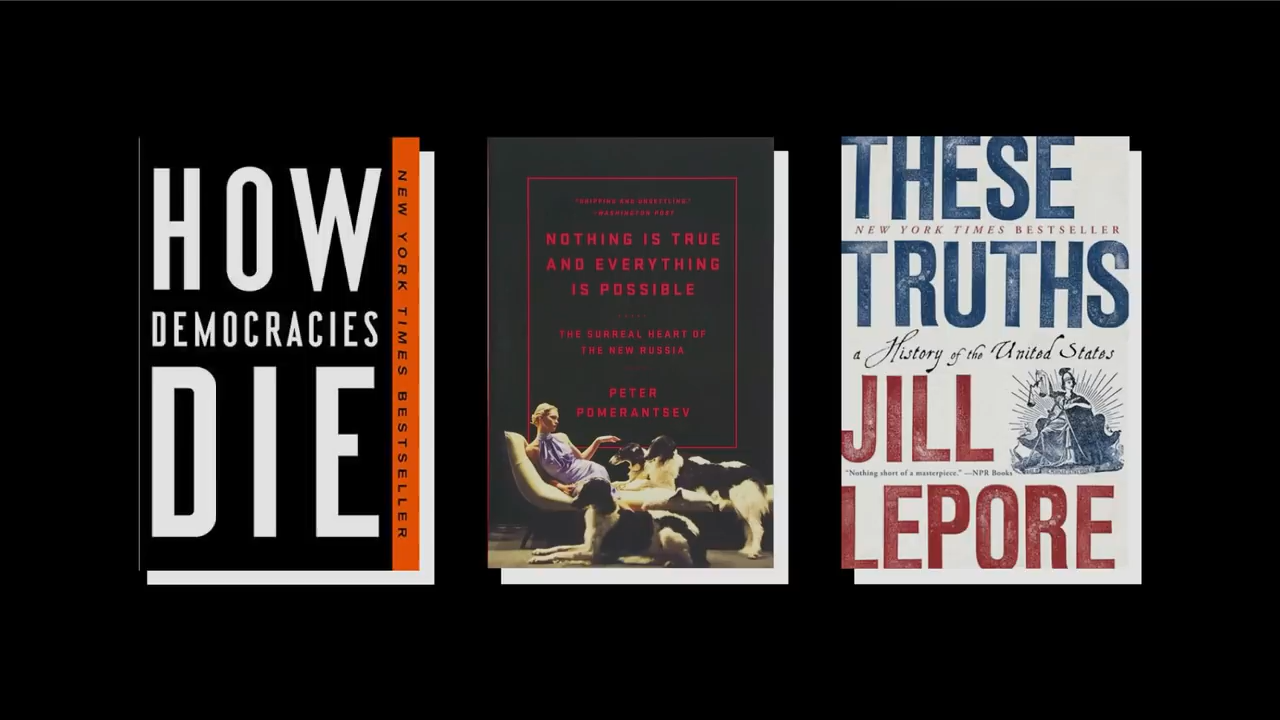 HOW
DEMOCRACIES
DIE
NEW YORK TIMES BESTSELLER
"GRIPPING AND UNSETTLING."
—WASHINGTON POST
NOTHING IS TRUE
AND EVERYTHING
IS POSSIBLE
THE SURREAL HEART OF
THE NEW RUSSIA
PETER
POMERANTSEV
THESE
NEW YORK TIMES BESTSELLER
TRUTHS
a History of the United States
JILL
"Nothing short of a masterpiece." —NPR Books
LEPORE